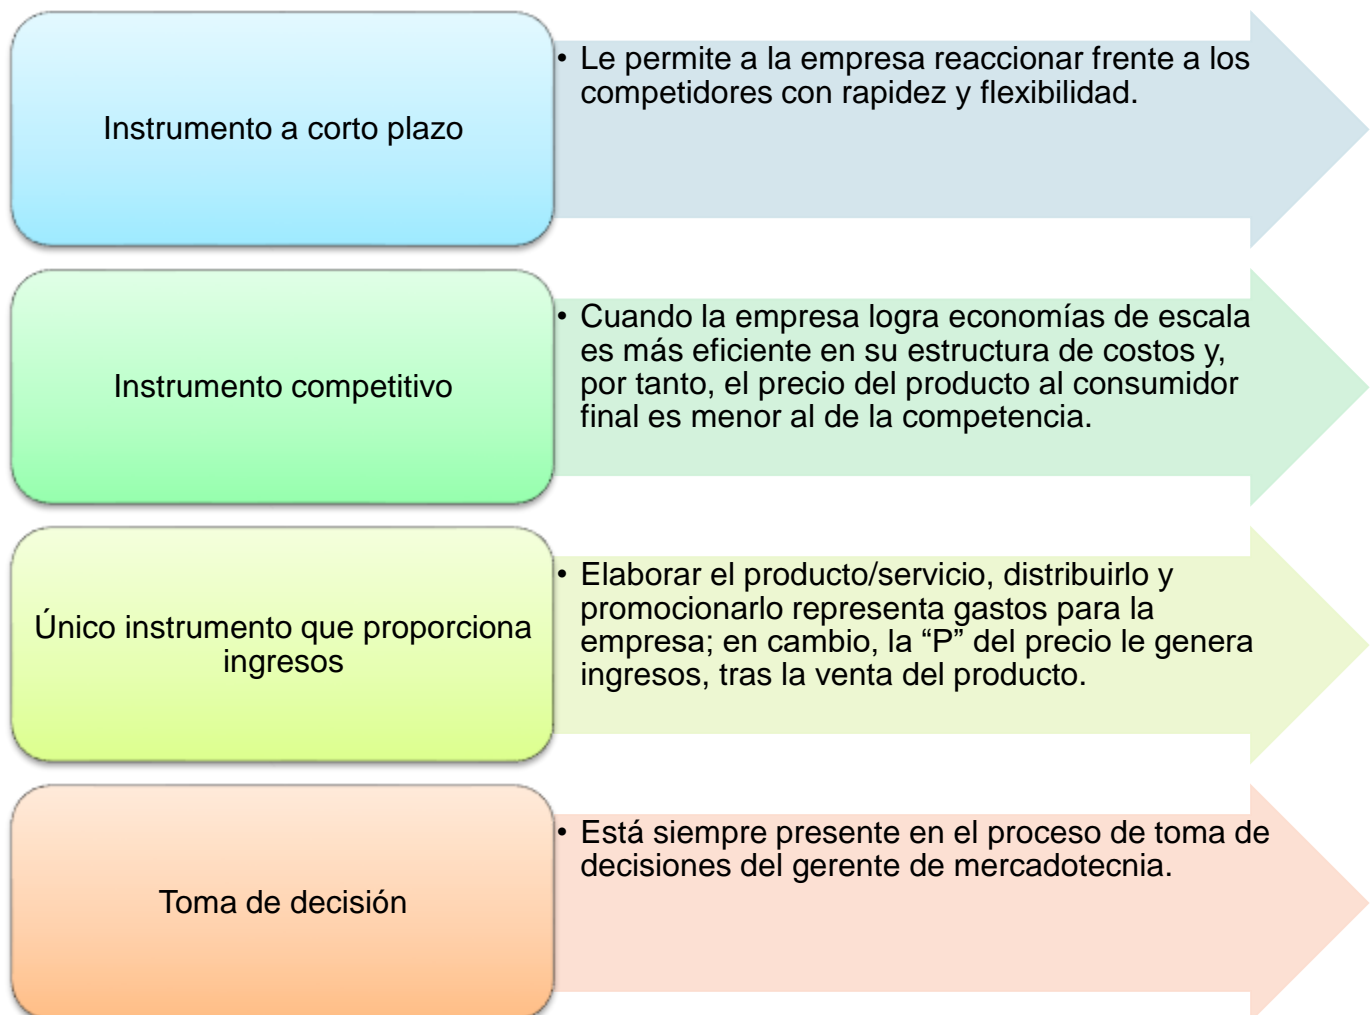 Instrumento a corto plazo
• Le permite a la empresa reaccionar frente a los
competidores con rapidez y flexibilidad.
Instrumento competitivo
• Cuando la empresa logra economías de escala
es más eficiente en su estructura de costos y,
por tanto, el precio del producto al consumidor
final es menor al de la competencia.
Único instrumento que proporciona
ingresos
• Elaborar el producto/servicio, distribuirlo y
promocionarlo representa gastos para la
empresa; en cambio, la “P” del precio le genera
ingresos, tras la venta del producto.
Toma de decisión
• Está siempre presente en el proceso de toma de
decisiones del gerente de mercadotecnia.